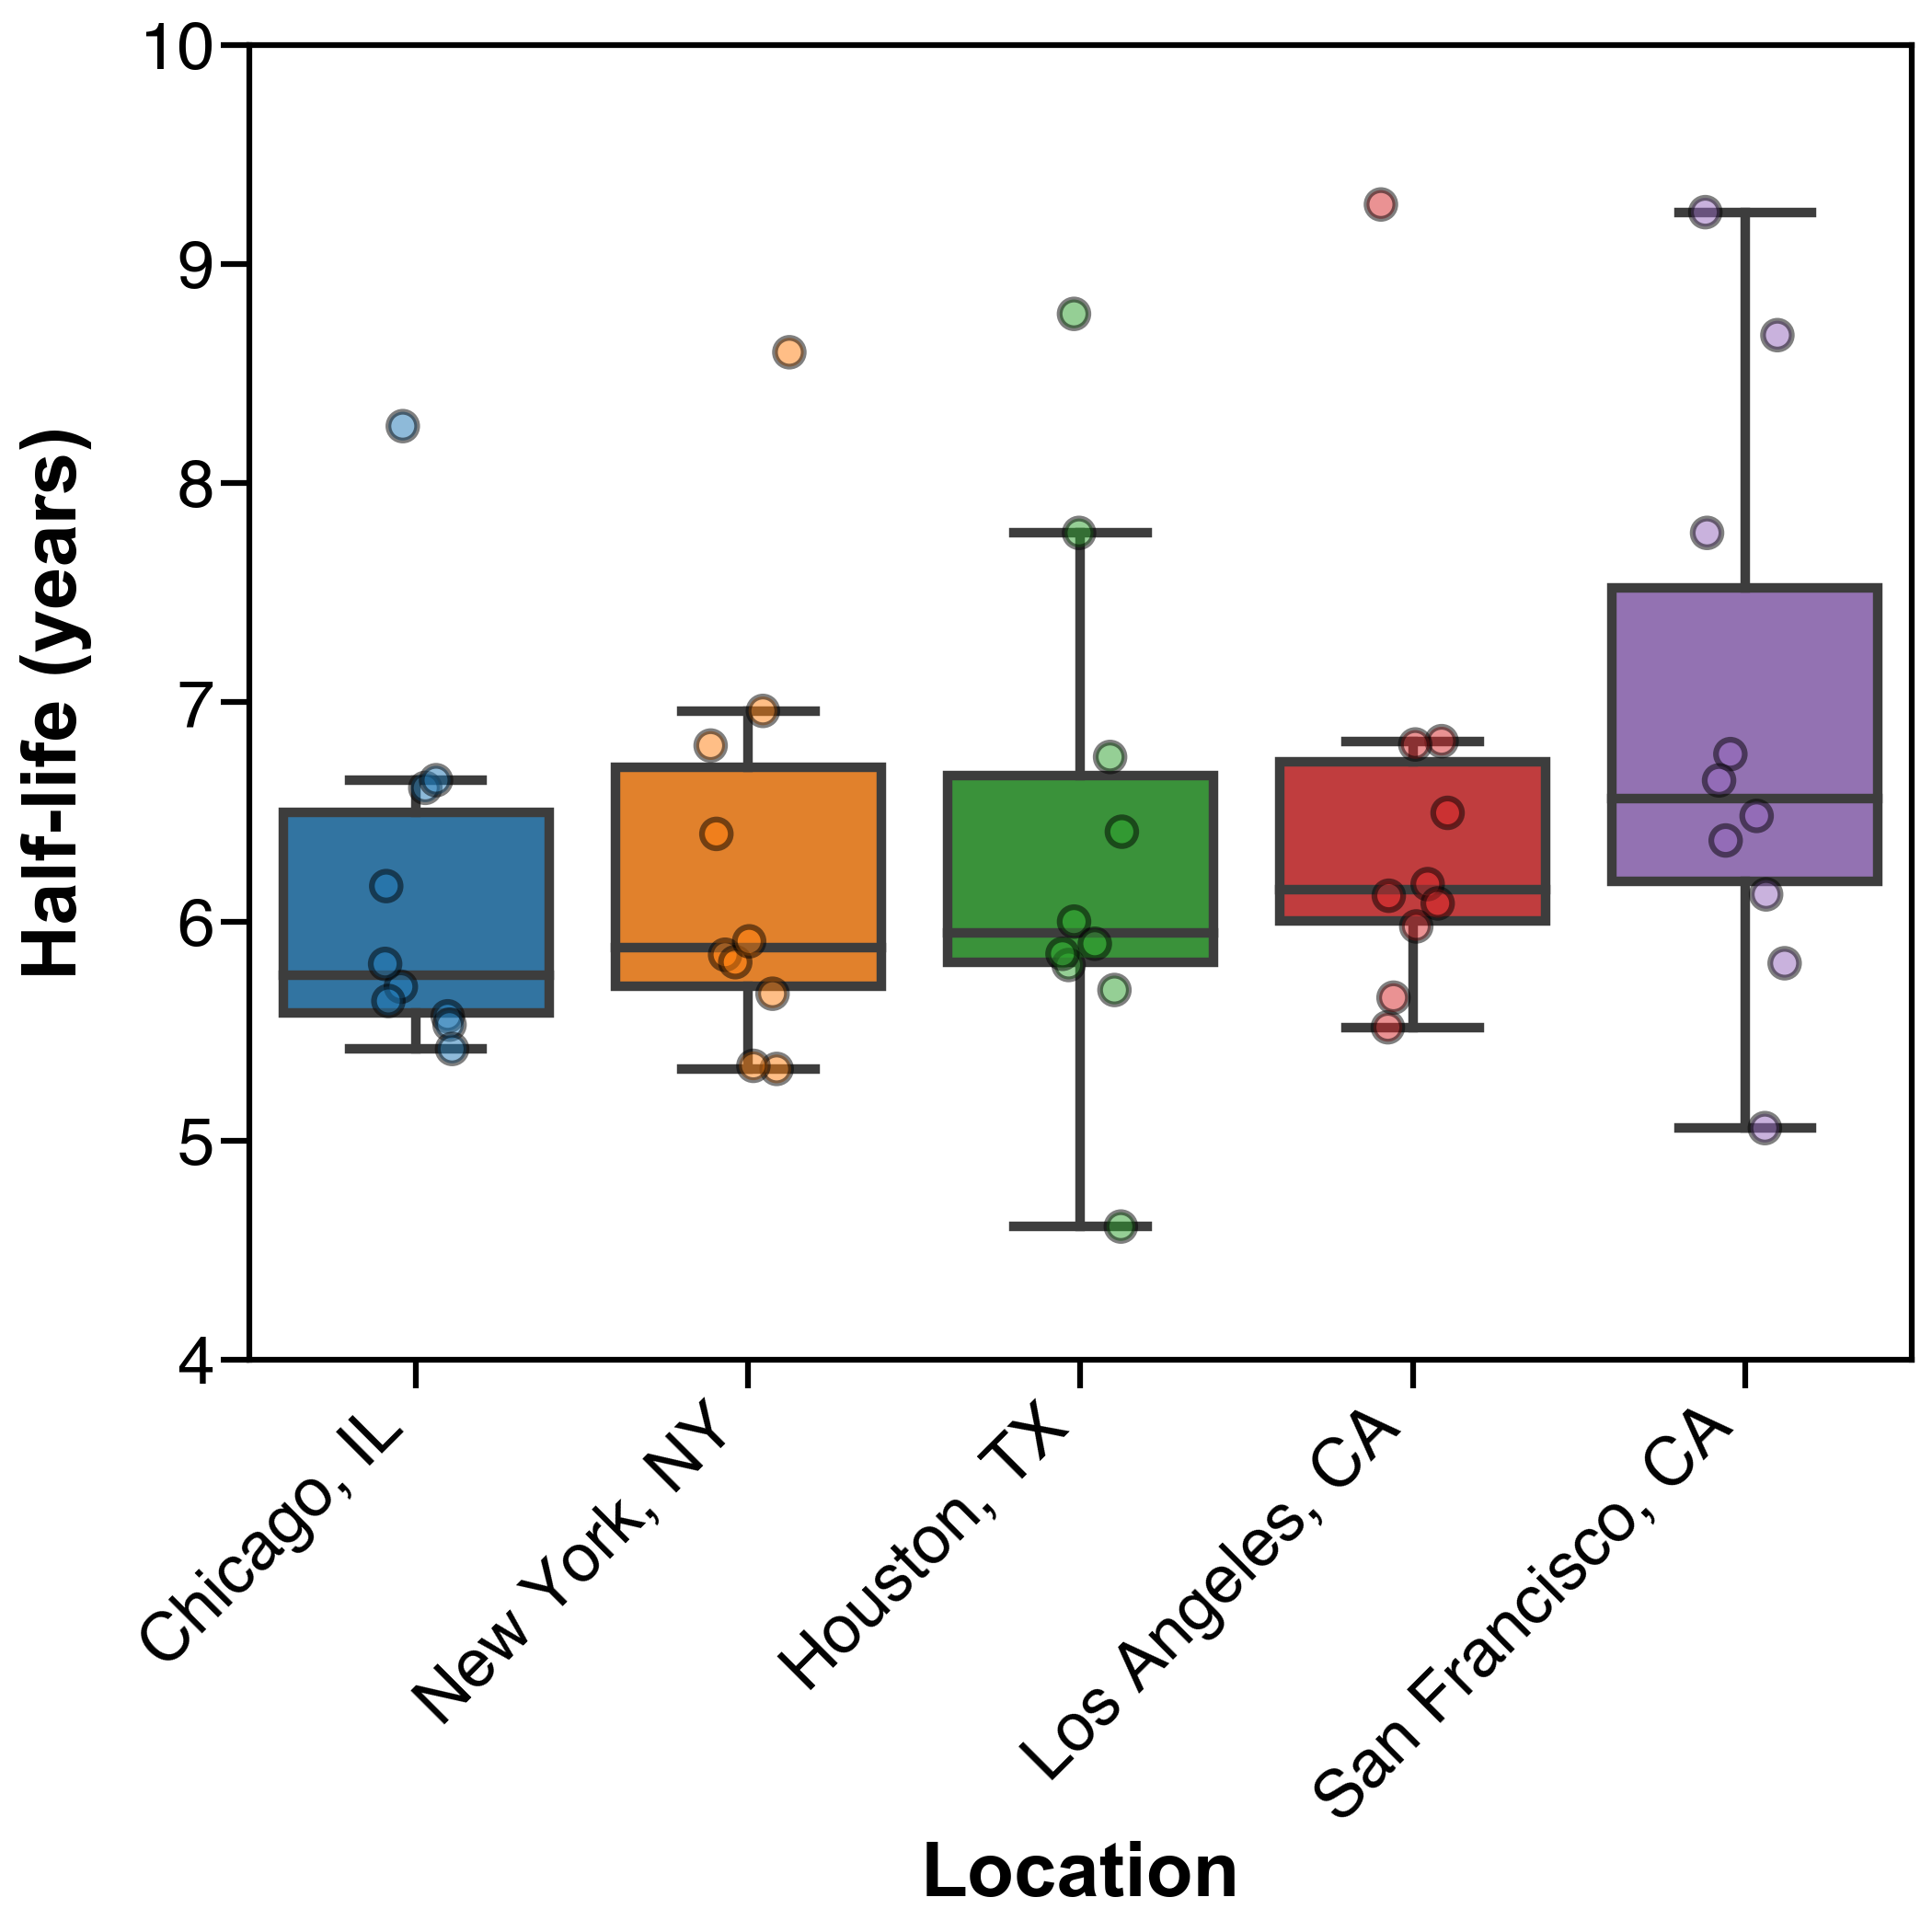 10
9
8
7
6
5
4
Half-life (years)
Chicago, IL
New York, NY
Houston, TX
Los Angeles, CA
San Francisco, CA
Location